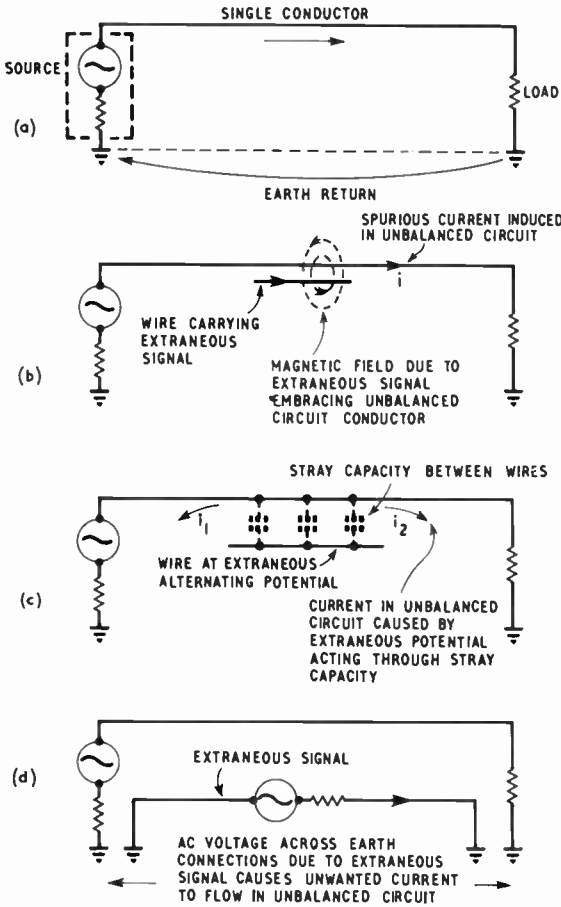 SINGLE CONDUCTOR
SOURCE
LOAD
(a)
EARTH RETURN
SPURIOUS CURRENT INDUCED
IN UNBALANCED CIRCUIT
i
WIRE CARRYING
EXTRANEOUS
SIGNAL
(b)
MAGNETIC FIELD DUE TO
EXTRANEOUS SIGNAL
EMBRACING UNBALANCED
CIRCUIT CONDUCTOR
STRAY CAPACITY BETWEEN WIRES
i1
i2
WIRE AT EXTRANEOUS
ALTERNATING POTENTIAL
(c)
CURRENT IN UNBALANCED
CIRCUIT CAUSED BY
EXTRANEOUS POTENTIAL
ACTING THROUGH STRAY
CAPACITY
(d)
EXTRANEOUS SIGNAL
AC VOLTAGE ACROSS EARTH
CONNECTIONS DUE TO EXTRANEOUS
SIGNAL CAUSES UNWANTED CURRENT
TO FLOW IN UNBALANCED CIRCUIT